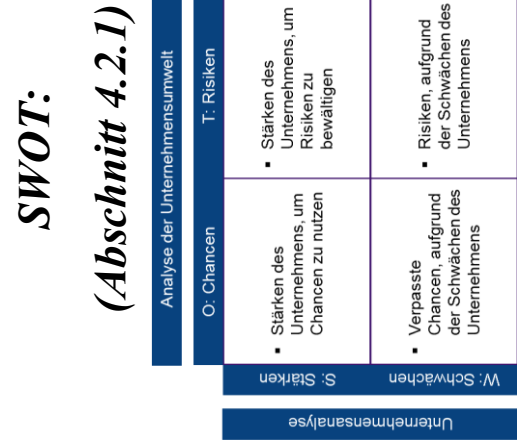 SWOT:
(Abschnitt 4.2.1)
Analyse der Unternehmensumwelt
O: Chancen
T: Risiken
Unternehmensanalyse
S: Stärken
▪ Stärken des
Unternehmens, um
Chancen zu nutzen
▪ Stärken des
Unternehmens, um
Risiken zu
bewältigen
W: Schwächen
▪ Verpasste
Chancen, aufgrund
der Schwächen des
Unternehmens
▪ Risiken, aufgrund
der Schwächen des
Unternehmens